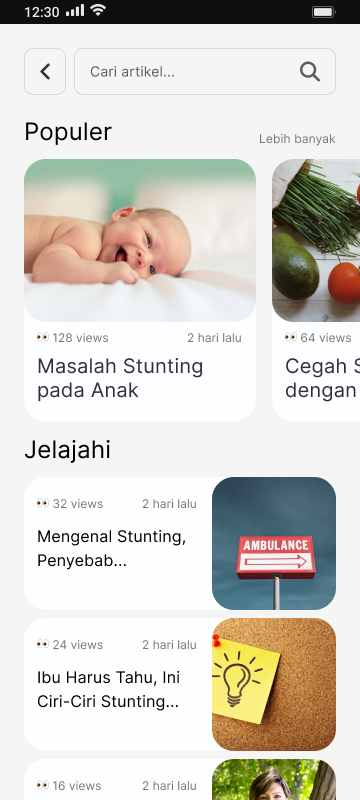 12:30
Cari artikel...
Populer
Lebih banyak
👀 128 views 2 hari lalu
Masalah Stunting
pada Anak
👀 64 views
Cegah S
dengan
Jelajahi
👀 32 views 2 hari lalu
Mengenal Stunting,
Penyebab...
AMBULANCE
👀 24 views 2 hari lalu
Ibu Harus Tahu, Ini
Ciri-Ciri Stunting...
👀 16 views 2 hari lalu